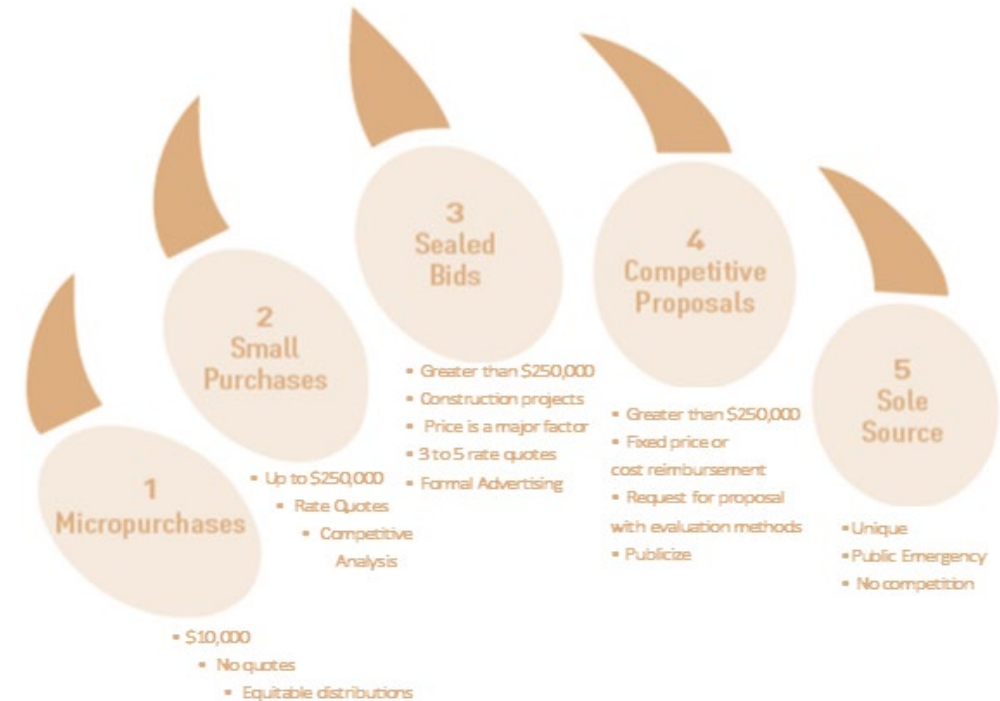 1
Micropurchases
▪ $10,000
▪ No quotes
▪ Equitable distributions
2
Small
Purchases
▪ Up to $250,000
▪ Rate Quotes
▪ Competitive
Analysis
3
Sealed
Bids
▪ Greater than $250,000
▪ Construction projects
▪ Price is a major factor
▪ 3 to 5 rate quotes
▪ Formal Advertising
4
Competitive
Proposals
▪ Greater than $250,000
▪ Fixed price or
cost reimbursement
▪ Request for proposal
with evaluation methods
▪ Publicize
5
Sole
Source
▪ Unique
▪ Public Emergency
▪ No competition